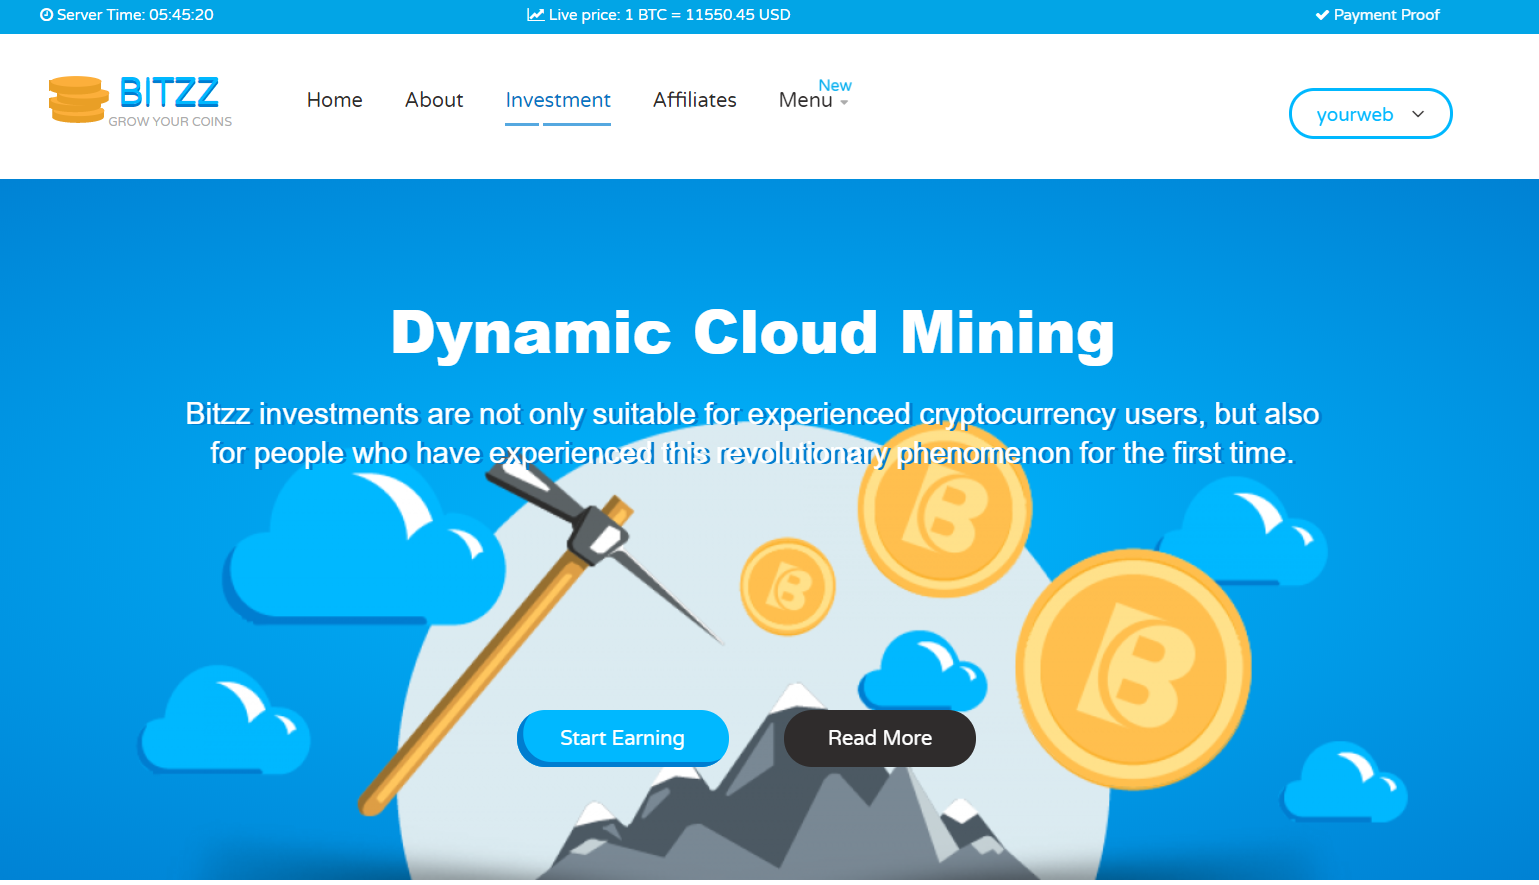 Server Time: 05:45:20
Live price: 1 BTC = 11550.45 USD
Payment Proof
BITZZ
GROW YOUR COINS
Home
About
Investment
Affiliates
Menu
New
yourweb
Dynamic Cloud Mining
Bitzz investments are not only suitable for experienced cryptocurrency users, but also
for people who have experienced this revolutionary phenomenon for the first time.
B
B
B
Start Earning
Read More